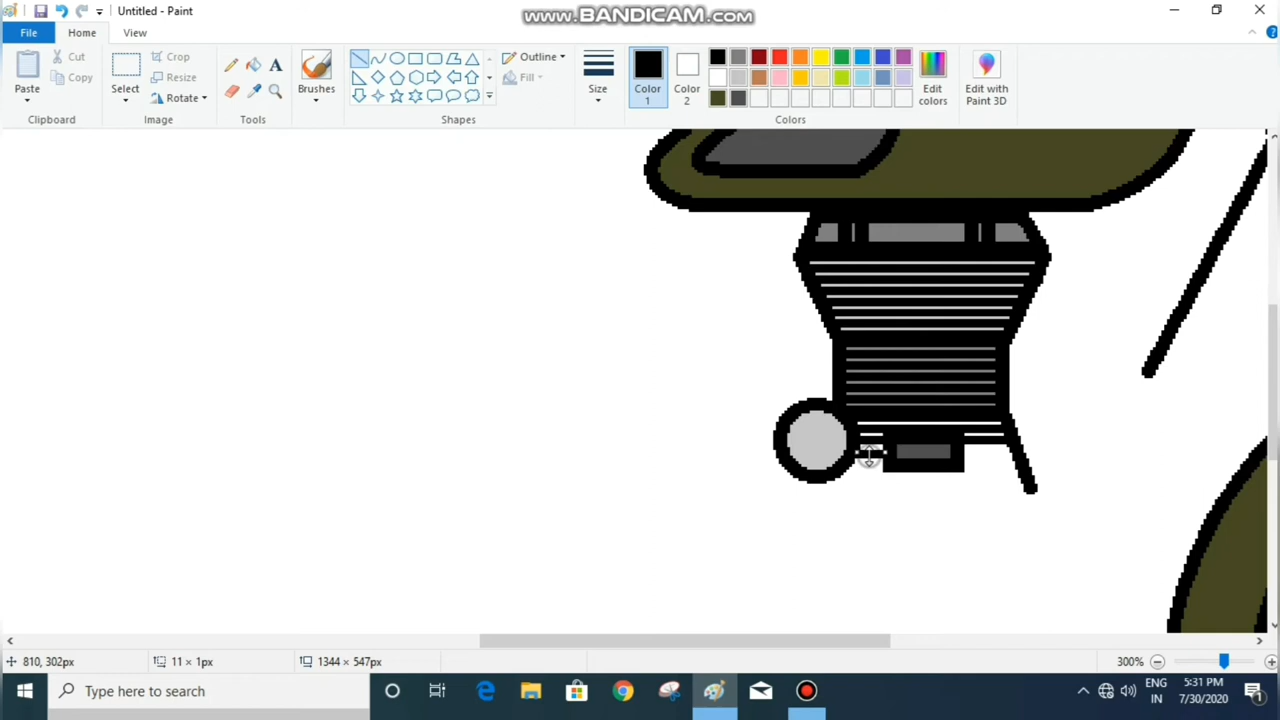 Untitled - Paint
www.BANDICAM.com
File
Home
View
Paste
Cut
Copy
Clipboard
Select
Crop
Resize
Rotate
Image
Tools
Brushes
Outline
Fill
Shapes
Size
Color 1
Color 2
Edit colors
Edit with Paint 3D
Colors
810, 302px
11 × 1px
1344 × 547px
300%
Type here to search
ENG
IN
5:31 PM
7/30/2020
1